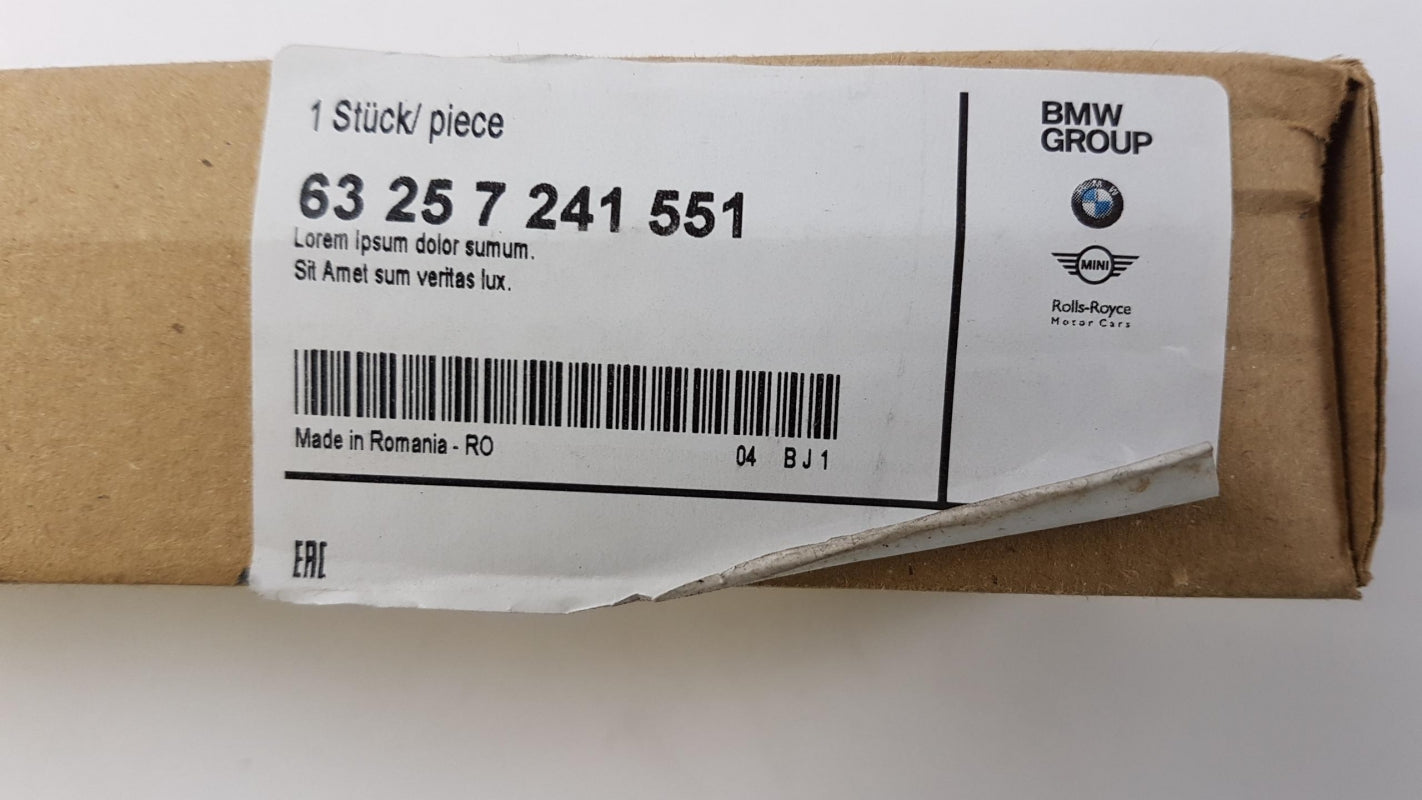 1 Stück/ piece
63 25 7 241 551
Lorem ipsum dolor sumum.
Sit Amet sum veritas lux.
Made in Romania - RO
04 BJ1
EAC
BMW
GROUP
BMW
MINI
Rolls-Royce
Motor Cars